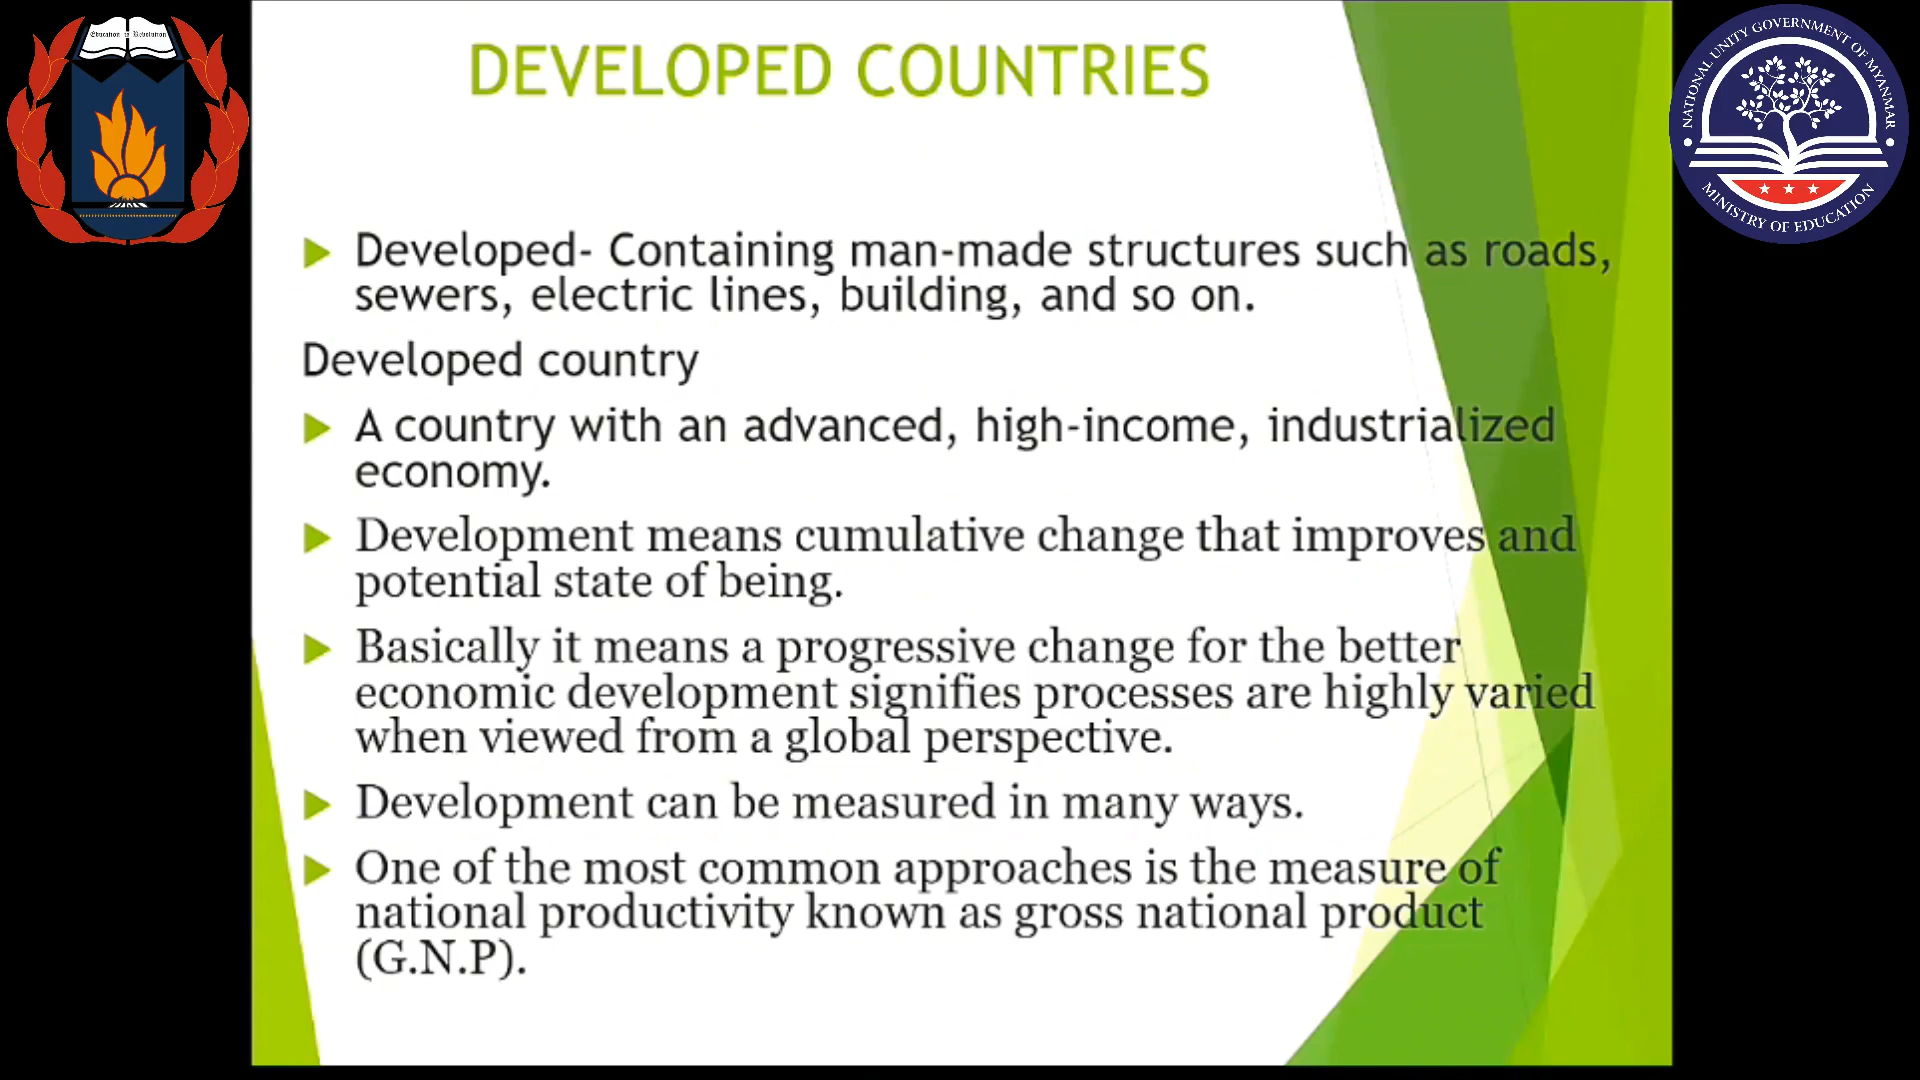 Education in Revolution
NATIONAL UNITY GOVERNMENT OF MYANMAR
MINISTRY OF EDUCATION
DEVELOPED COUNTRIES
Developed- Containing man-made structures such as roads,
sewers, electric lines, building, and so on.
Developed country
A country with an advanced, high-income, industrialized
economy.
Development means cumulative change that improves and
potential state of being.
Basically it means a progressive change for the better
economic development signifies processes are highly varied
when viewed from a global perspective.
Development can be measured in many ways.
One of the most common approaches is the measure of
national productivity known as gross national product
(G.N.P).